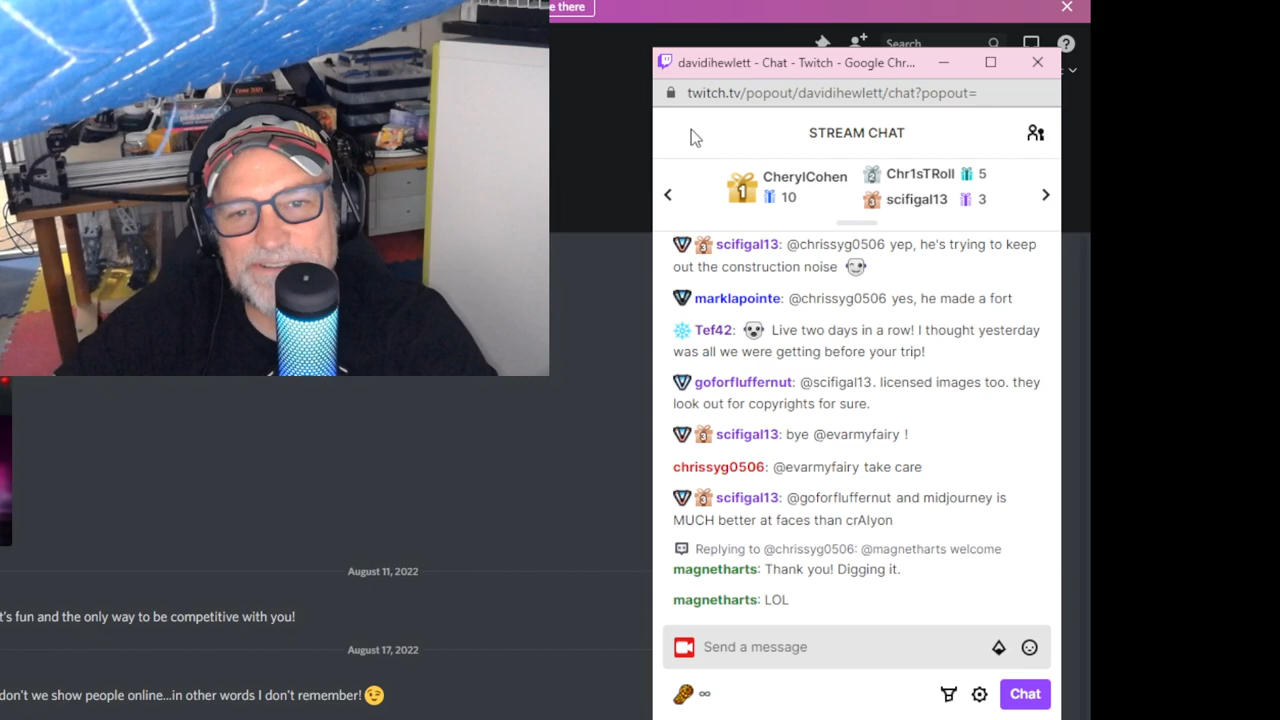 e there
Search
davidihewlett - Chat - Twitch - Google Chr...
twitch.tv/popout/davidihewlett/chat?popout=
STREAM CHAT
1 CherylCohen
10
2 Chr1sTRoll 5
3 scifigal13 3
3 scifigal13: @chrissyg0506 yep, he's trying to keep
out the construction noise
marklapointe: @chrissyg0506 yes, he made a fort
Tef42: Live two days in a row! I thought yesterday
was all we were getting before your trip!
goforfluffernut: @scifigal13. licensed images too. they
look out for copyrights for sure.
3 scifigal13: bye @evarmyfairy !
chrissyg0506: @evarmyfairy take care
3 scifigal13: @goforfluffernut and midjourney is
MUCH better at faces than crAIyon
Replying to @chrissyg0506: @magnetharts welcome
magnetharts: Thank you! Digging it.
magnetharts: LOL
Send a message
∞
Chat
August 11, 2022
t's fun and the only way to be competitive with you!
August 17, 2022
don't we show people online...in other words I don't remember!